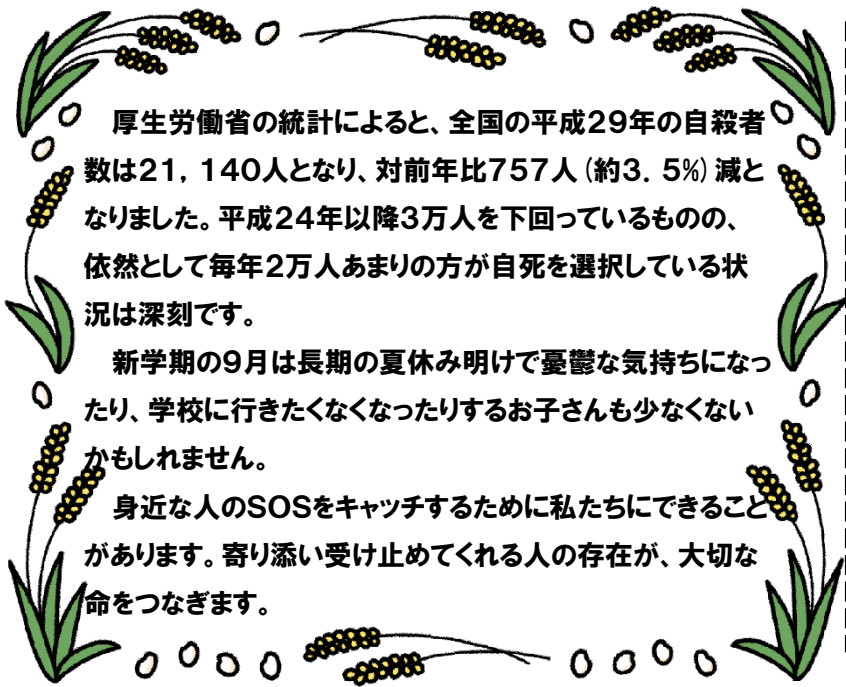 厚生労働省の統計によると、全国の平成２９年の自殺者
数は２１，１４０人となり、対前年比７５７人（約３．５%）減と
なりました。平成２４年以降３万人を下回っているものの、
依然として毎年２万人あまりの方が自死を選択している状
況は深刻です。
　新学期の９月は長期の夏休み明けで憂鬱な気持ちになっ
たり、学校に行きたくなくなったりするお子さんも少なくない
かもしれません。
　身近な人のＳＯＳをキャッチするために私たちにできること
があります。寄り添い受け止めてくれる人の存在が、大切な
命をつなぎます。